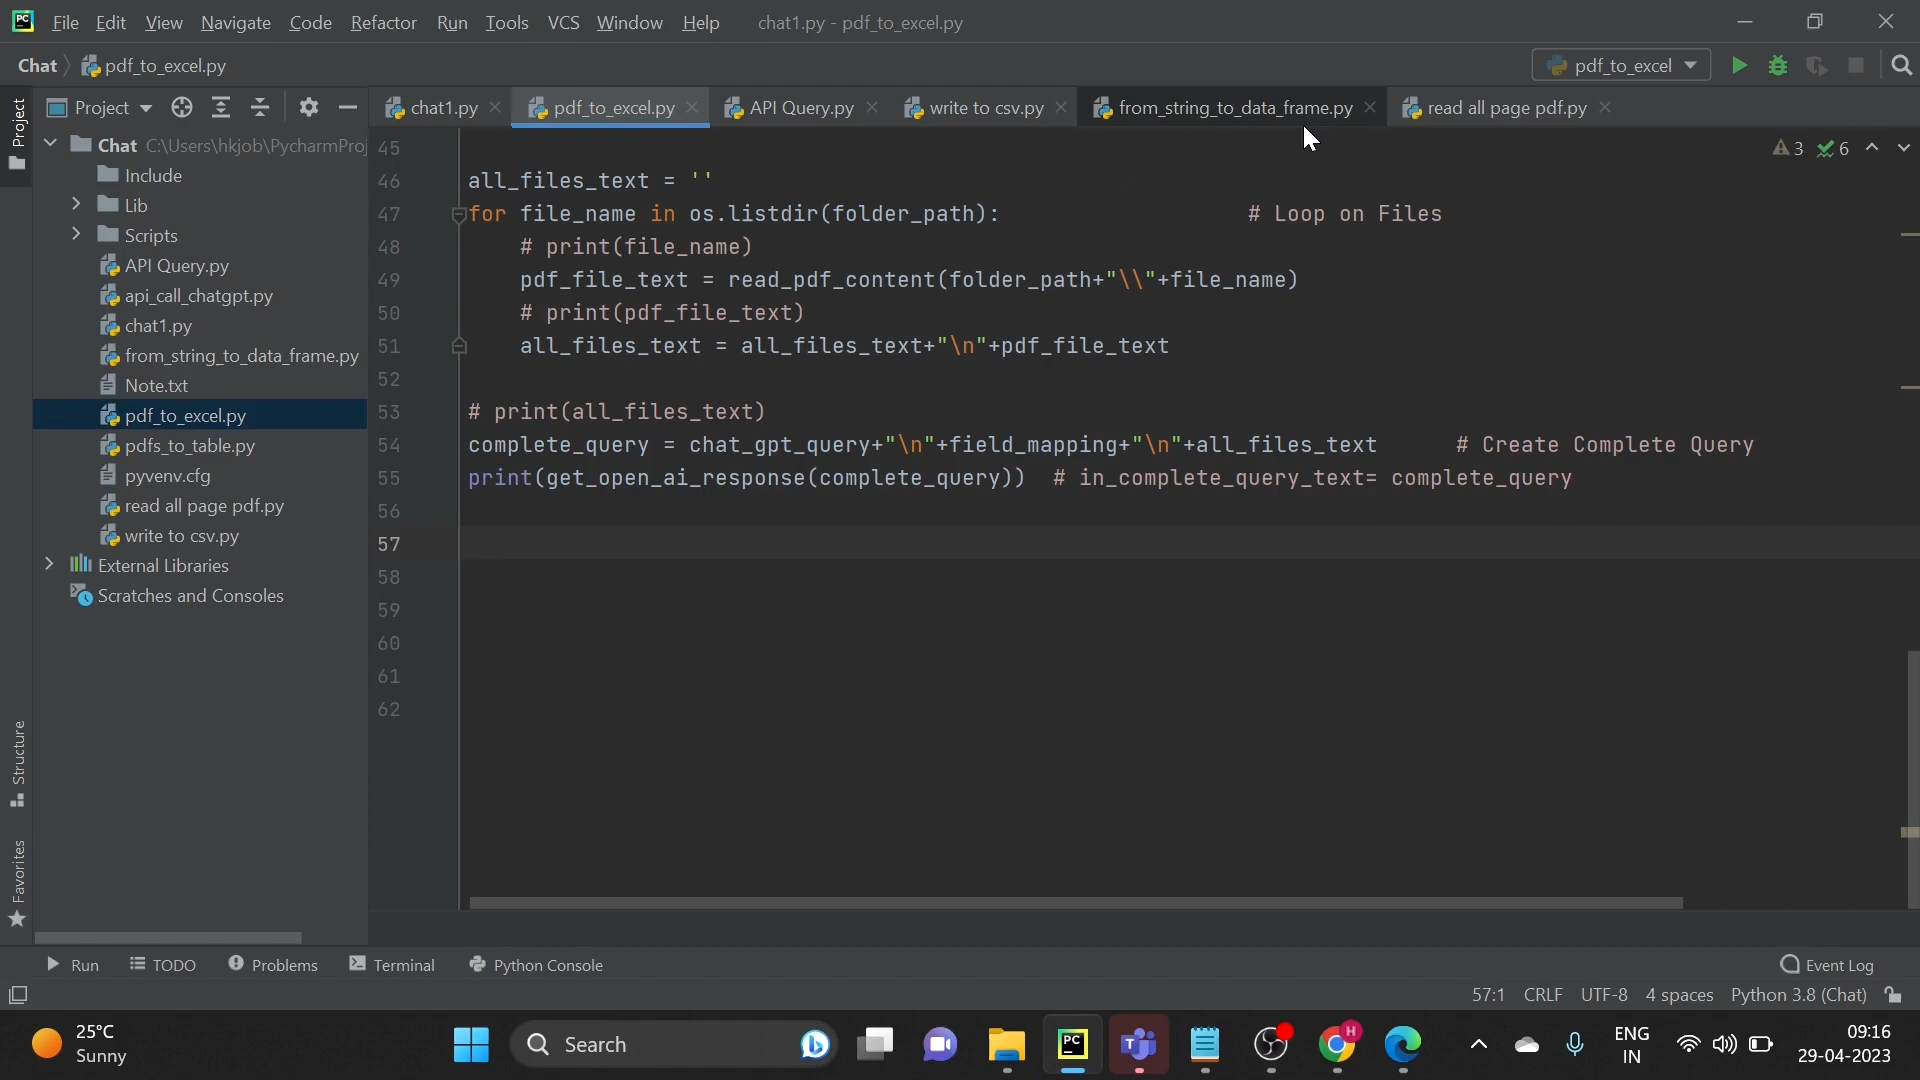 File Edit View Navigate Code Refactor Run Tools VCS Window Help chat1.py - pdf_to_excel.py
Chat pdf_to_excel.py pdf_to_excel
Project chat1.py pdf_to_excel.py API Query.py write to csv.py from_string_to_data_frame.py read all page pdf.py
Project
Structure
Favorites
Chat C:\Users\hkjob\PycharmProj
Include
Lib
Scripts
API Query.py
api_call_chatgpt.py
chat1.py
from_string_to_data_frame.py
Note.txt
pdf_to_excel.py
pdfs_to_table.py
pyvenv.cfg
read all page pdf.py
write to csv.py
External Libraries
Scratches and Consoles
3 6
45
46 all_files_text = ''
47 for file_name in os.listdir(folder_path): # Loop on Files
48 # print(file_name)
49 pdf_file_text = read_pdf_content(folder_path+"\\"+file_name)
50 # print(pdf_file_text)
51 all_files_text = all_files_text+"\n"+pdf_file_text
52
53 # print(all_files_text)
54 complete_query = chat_gpt_query+"\n"+field_mapping+"\n"+all_files_text # Create Complete Query
55 print(get_open_ai_response(complete_query)) # in_complete_query_text= complete_query
56
57
58
59
60
61
62
Run TODO Problems Terminal Python Console Event Log
57:1 CRLF UTF-8 4 spaces Python 3.8 (Chat)
25°C
Sunny
Search
PC
T
H
ENG
IN
09:16
29-04-2023